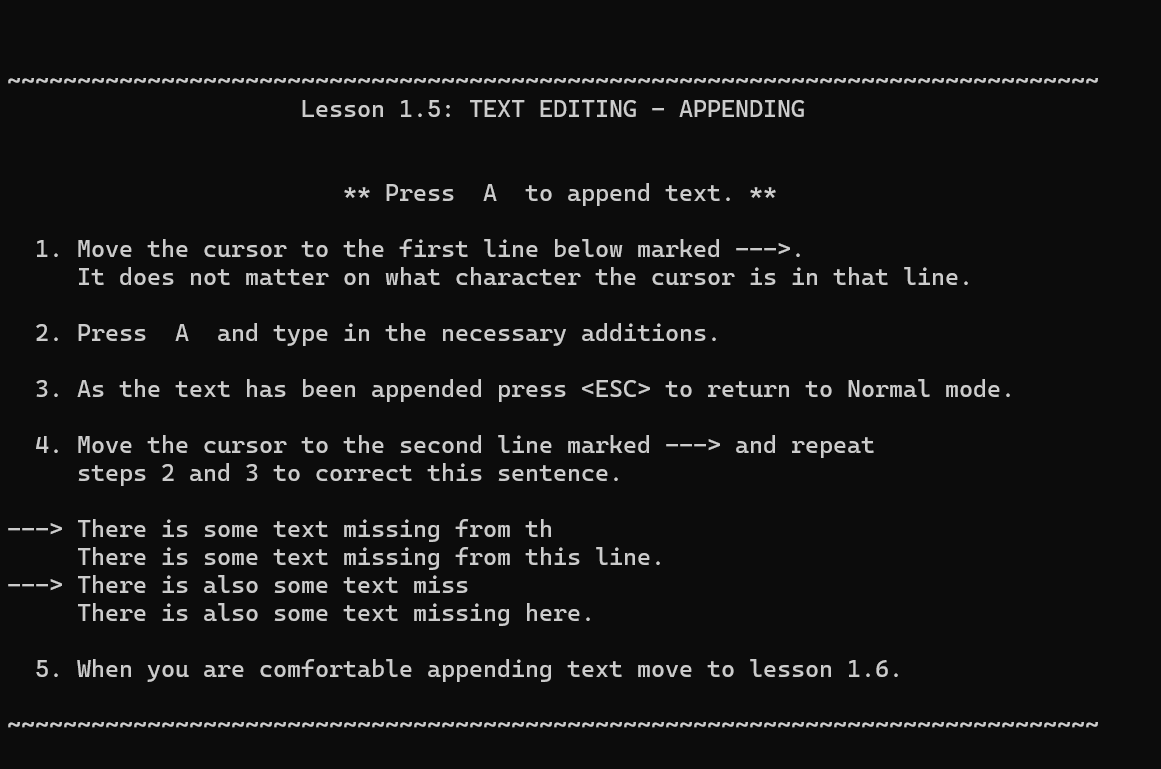 ~~~~~~~~~~~~~~~~~~~~~~~~~~~~~~~~~~~~~~~~~~~~~~~~~~~~~~~~~~~~~~~~~~~~~~~~~~~~~~
                     Lesson 1.5: TEXT EDITING - APPENDING


                        ** Press  A  to append text. **

  1. Move the cursor to the first line below marked --->.
     It does not matter on what character the cursor is in that line.

  2. Press  A  and type in the necessary additions.

  3. As the text has been appended press <ESC> to return to Normal mode.

  4. Move the cursor to the second line marked ---> and repeat
     steps 2 and 3 to correct this sentence.

---> There is some text missing from th
     There is some text missing from this line.
---> There is also some text miss
     There is also some text missing here.

  5. When you are comfortable appending text move to lesson 1.6.

~~~~~~~~~~~~~~~~~~~~~~~~~~~~~~~~~~~~~~~~~~~~~~~~~~~~~~~~~~~~~~~~~~~~~~~~~~~~~~